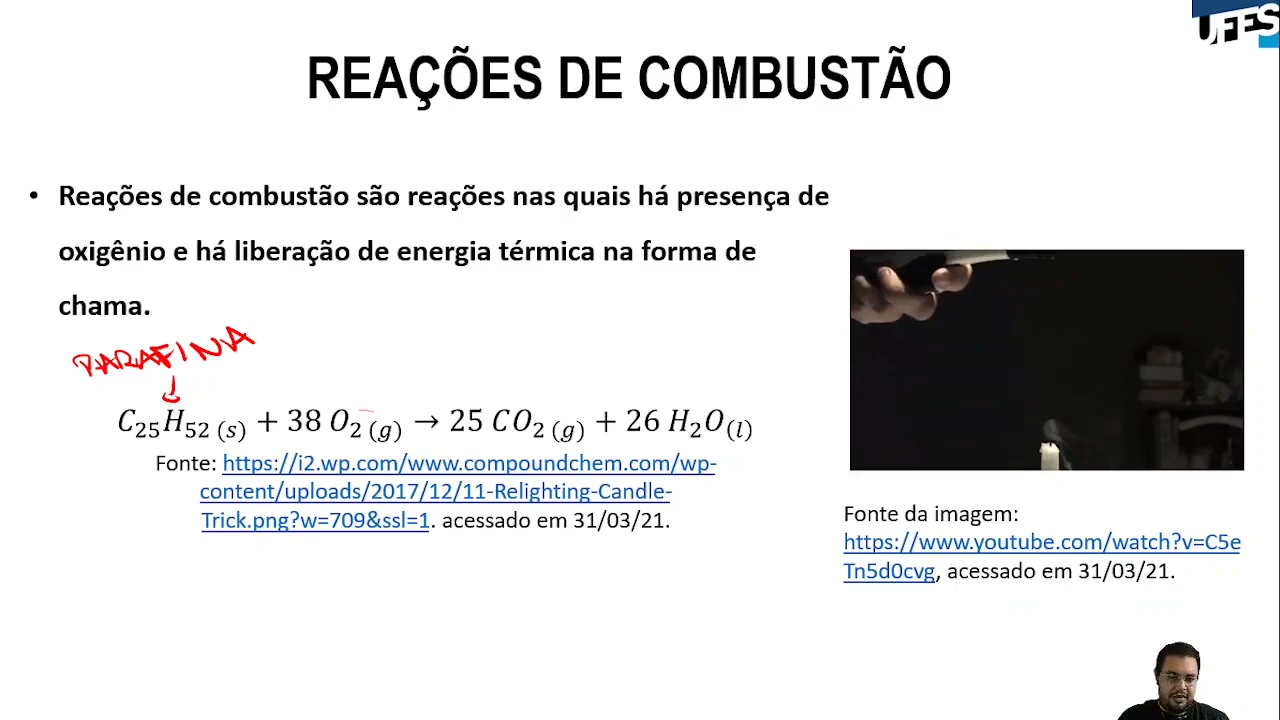 UFES
REAÇÕES DE COMBUSTÃO
• Reações de combustão são reações nas quais há presença de
oxigênio e há liberação de energia térmica na forma de
chama.
PARAFINA
C₂₅H₅₂ (s) + 38 O₂ (g) → 25 CO₂ (g) + 26 H₂O(l)
Fonte: https://i2.wp.com/www.compoundchem.com/wp-
content/uploads/2017/12/11-Relighting-Candle-
Trick.png?w=709&ssl=1. acessado em 31/03/21.
Fonte da imagem:
https://www.youtube.com/watch?v=C5e
Tn5d0cvg, acessado em 31/03/21.